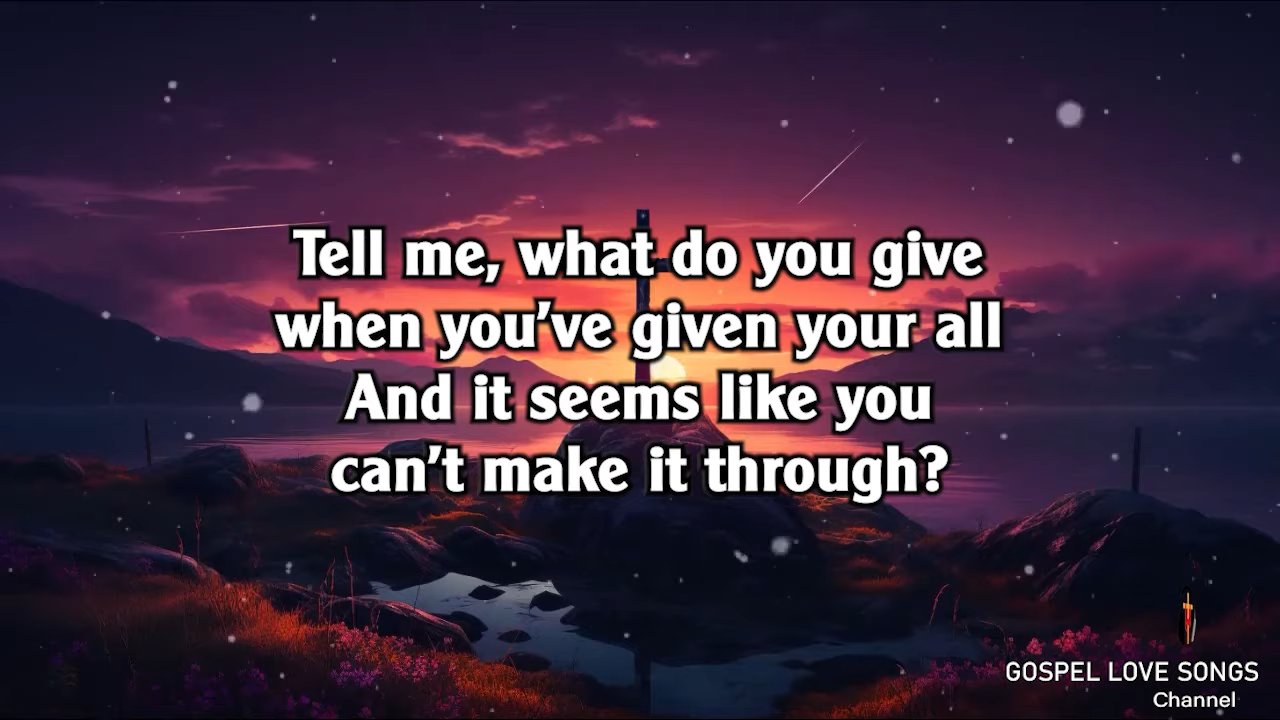 Tell me, what do you give
when you've given your all
And it seems like you
can't make it through?
GOSPEL LOVE SONGS
Channel